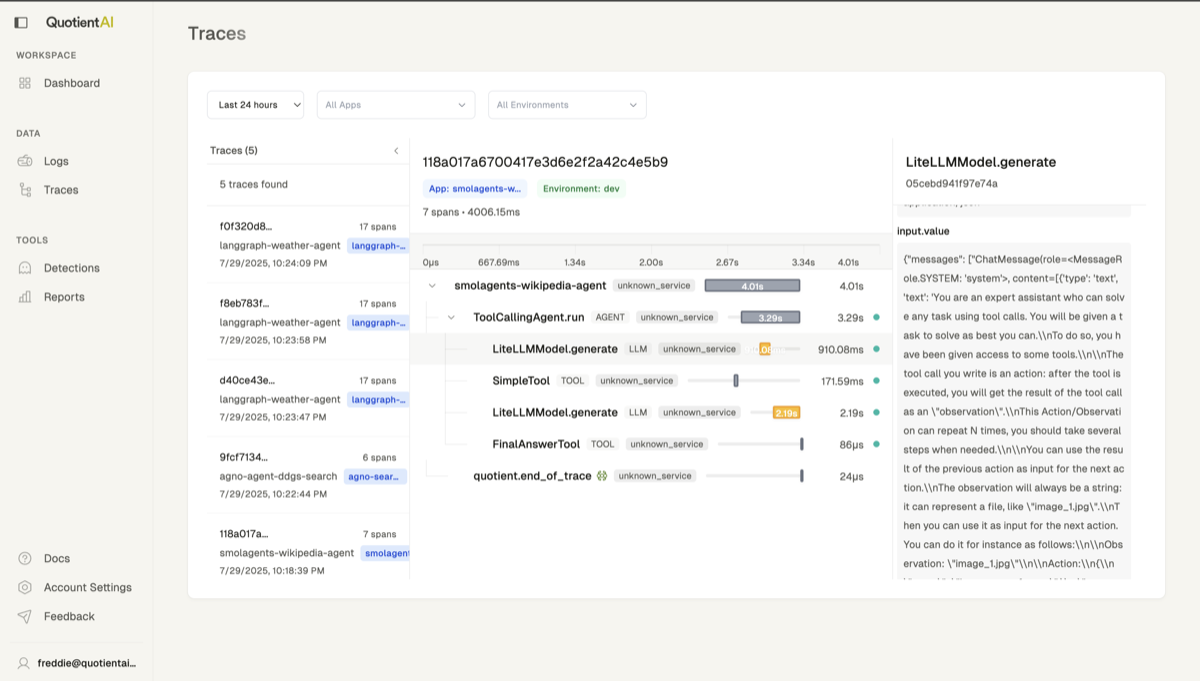 QuotientAI
WORKSPACE
Dashboard
DATA
Logs
Traces
TOOLS
Detections
Reports
Docs
Account Settings
Feedback
freddie@quotientai...
Traces
Last 24 hours
All Apps
All Environments
Traces (5)
5 traces found
f0f320d8...
17 spans
langgraph-weather-agent
langgraph-...
7/29/2025, 10:24:09 PM
f8eb783f...
17 spans
langgraph-weather-agent
langgraph-...
7/29/2025, 10:23:58 PM
d40ce43e...
17 spans
langgraph-weather-agent
langgraph-...
7/29/2025, 10:23:47 PM
9fcf7134...
6 spans
agno-agent-ddgs-search
agno-sear...
7/29/2025, 10:22:44 PM
118a017a...
7 spans
smolagents-wikipedia-agent
smolagent
7/29/2025, 10:18:39 PM
118a017a6700417e3d6e2f2a42c4e5b9
App: smolagents-w...
Environment: dev
7 spans • 4006.15ms
0μs 667.69ms 1.34s 2.00s 2.67s 3.34s 4.01s
smolagents-wikipedia-agent unknown_service 4.01s 4.01s
ToolCallingAgent.run AGENT unknown_service 3.29s 3.29s
LiteLLMModel.generate LLM unknown_service 910.08ms
SimpleTool TOOL unknown_service 171.59ms
LiteLLMModel.generate LLM unknown_service 2.19s 2.19s
FinalAnswerTool TOOL unknown_service 86μs
quotient.end_of_trace unknown_service 24μs
LiteLLMModel.generate
05cebd941f97e74a
input.value
{"messages": ["ChatMessage(role=<MessageR
ole.SYSTEM: 'system'>, content=[{'type': 'text',
'text': 'You are an expert assistant who can solv
e any task using tool calls. You will be given a t
ask to solve as best you can.\\nTo do so, you h
ave been given access to some tools.\\n\\nThe
tool call you write is an action: after the tool is
executed, you will get the result of the tool call
as an \"observation\".\\nThis Action/Observati
on can repeat N times, you should take several
steps when needed.\\n\\nYou can use the resu
lt of the previous action as input for the next ac
tion.\\nThe observation will always be a string:
it can represent a file, like \"image_1.jpg\".\\nT
hen you can use it as input for the next action.
You can do it for instance as follows:\\n\\nObs
ervation: \"image_1.jpg\"\\n\\nAction:\\n{\\n